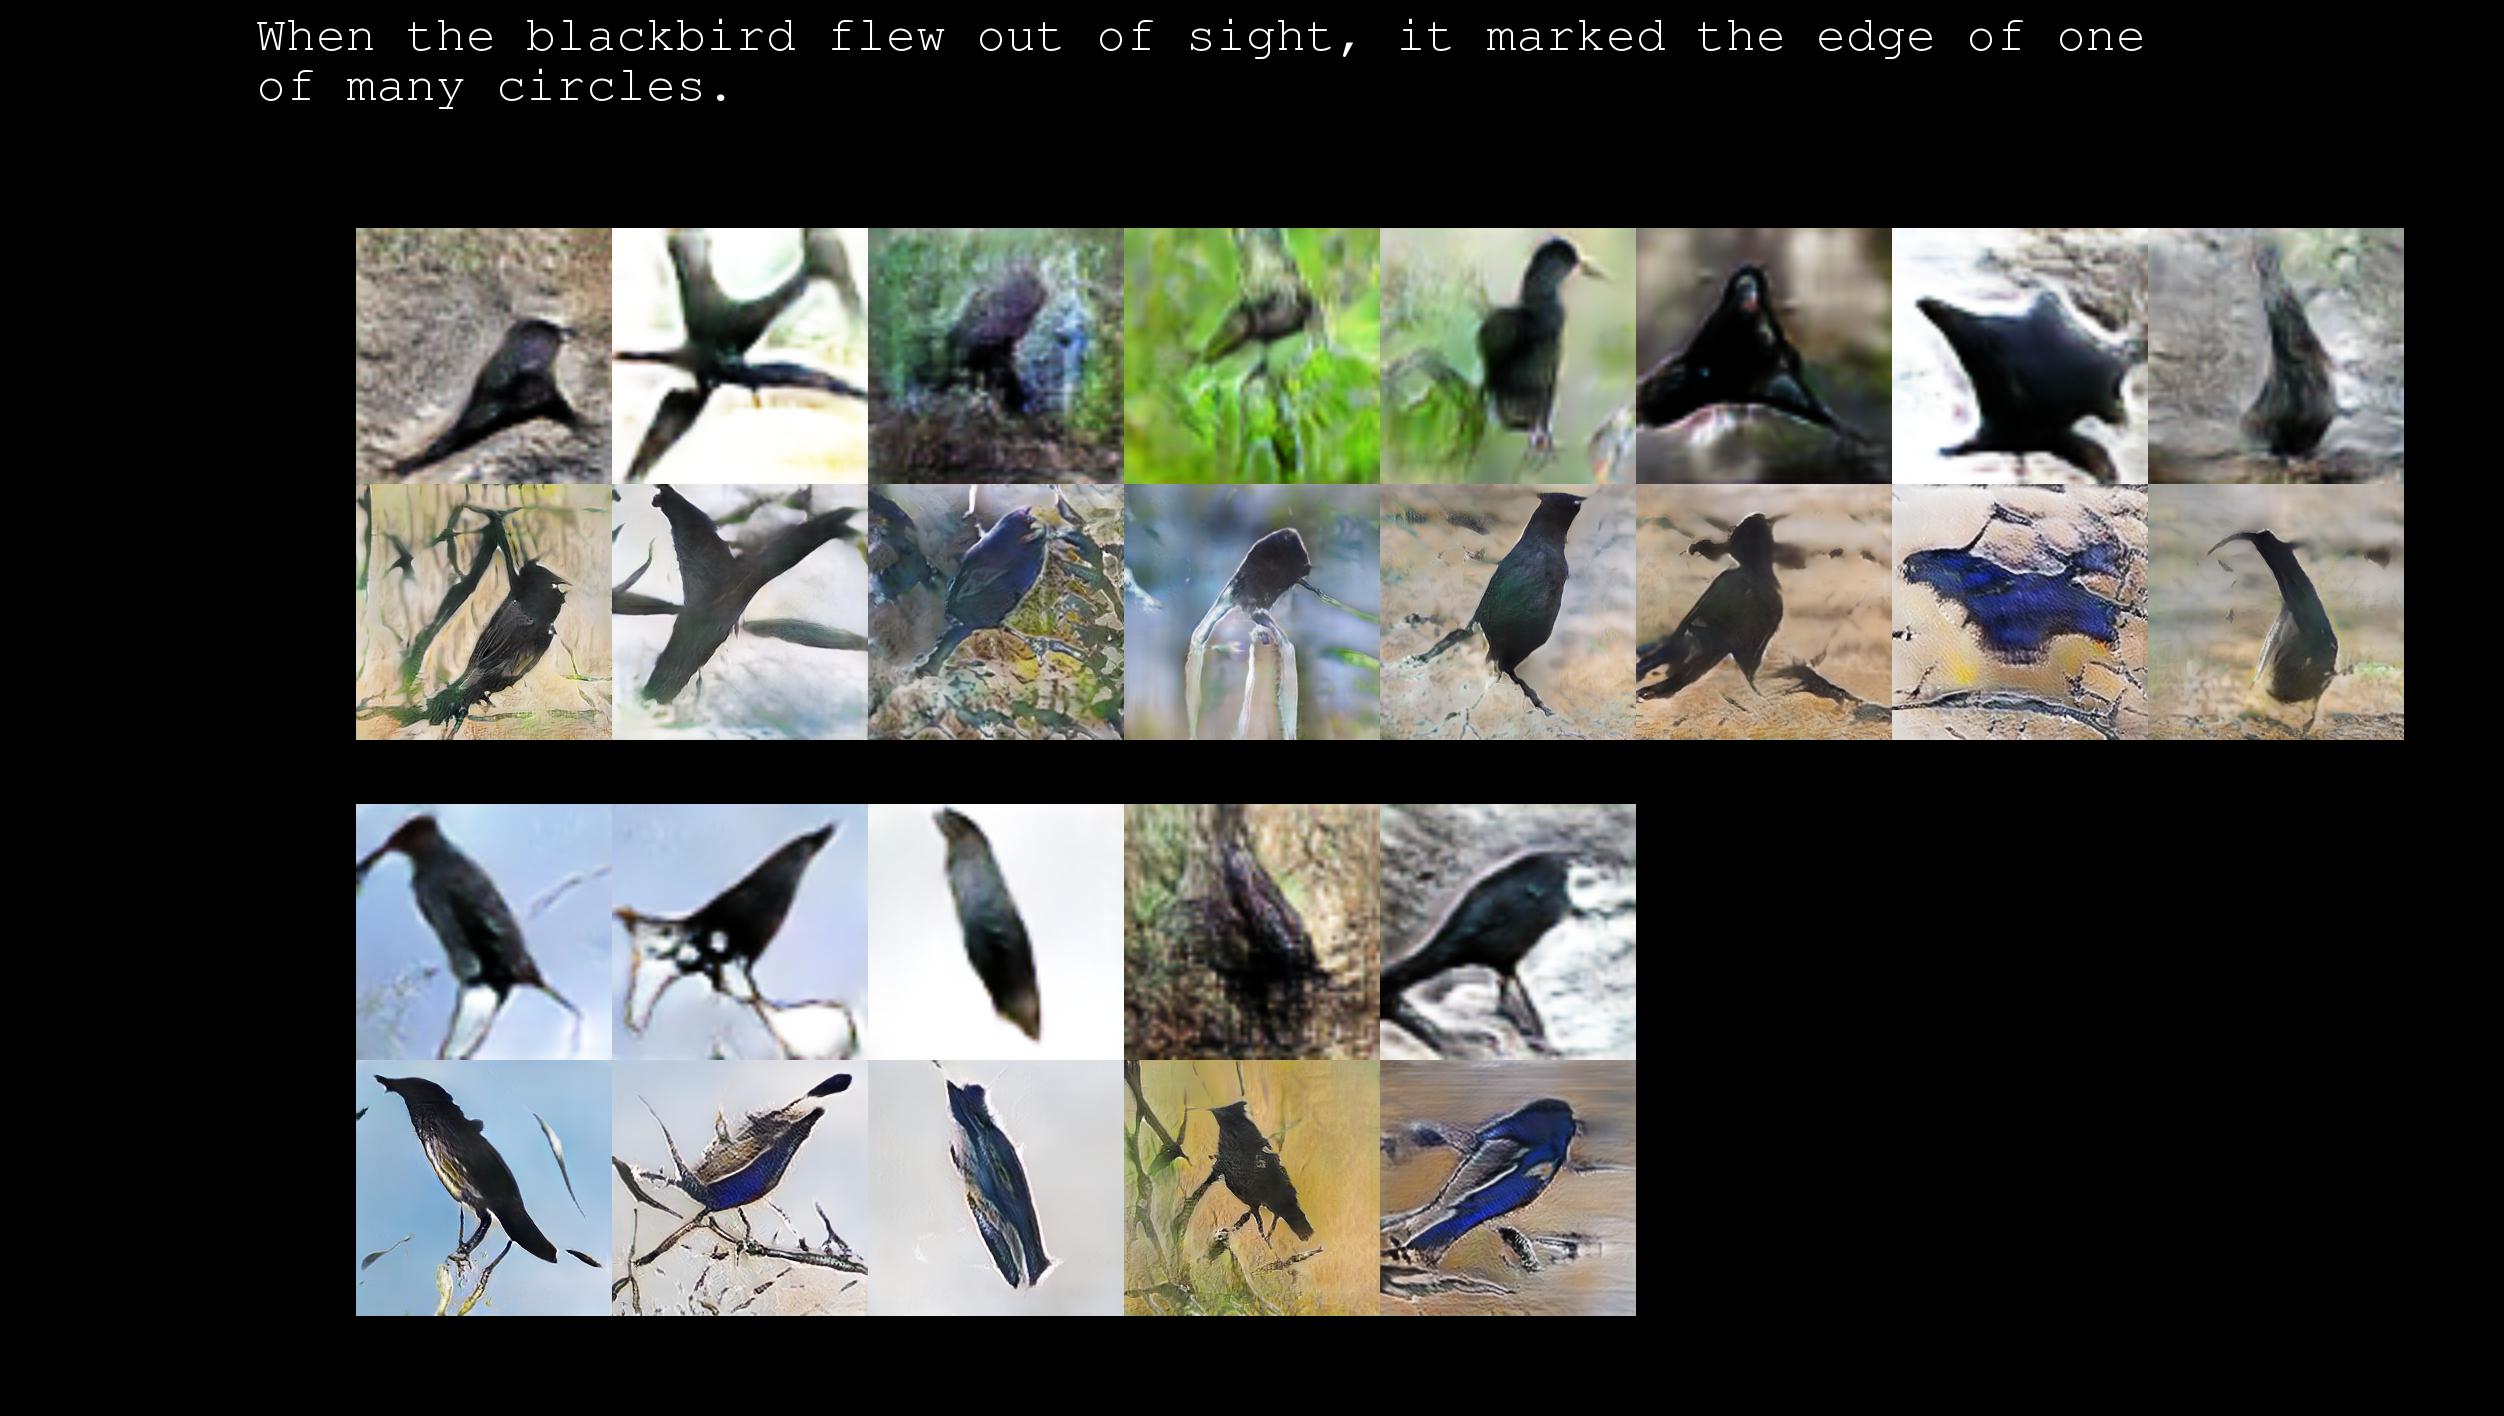 When the blackbird flew out of sight, it marked the edge of one
of many circles.